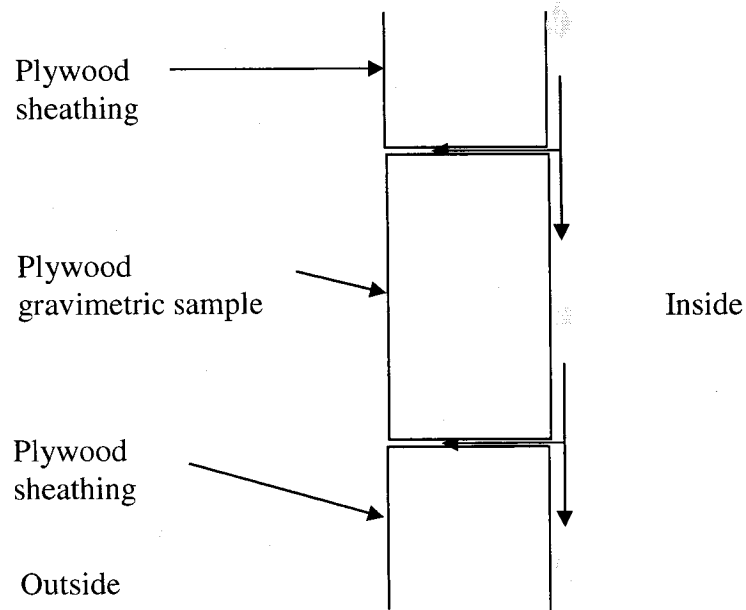 Plywood
sheathing
Plywood
gravimetric sample
Inside
Plywood
sheathing
Outside